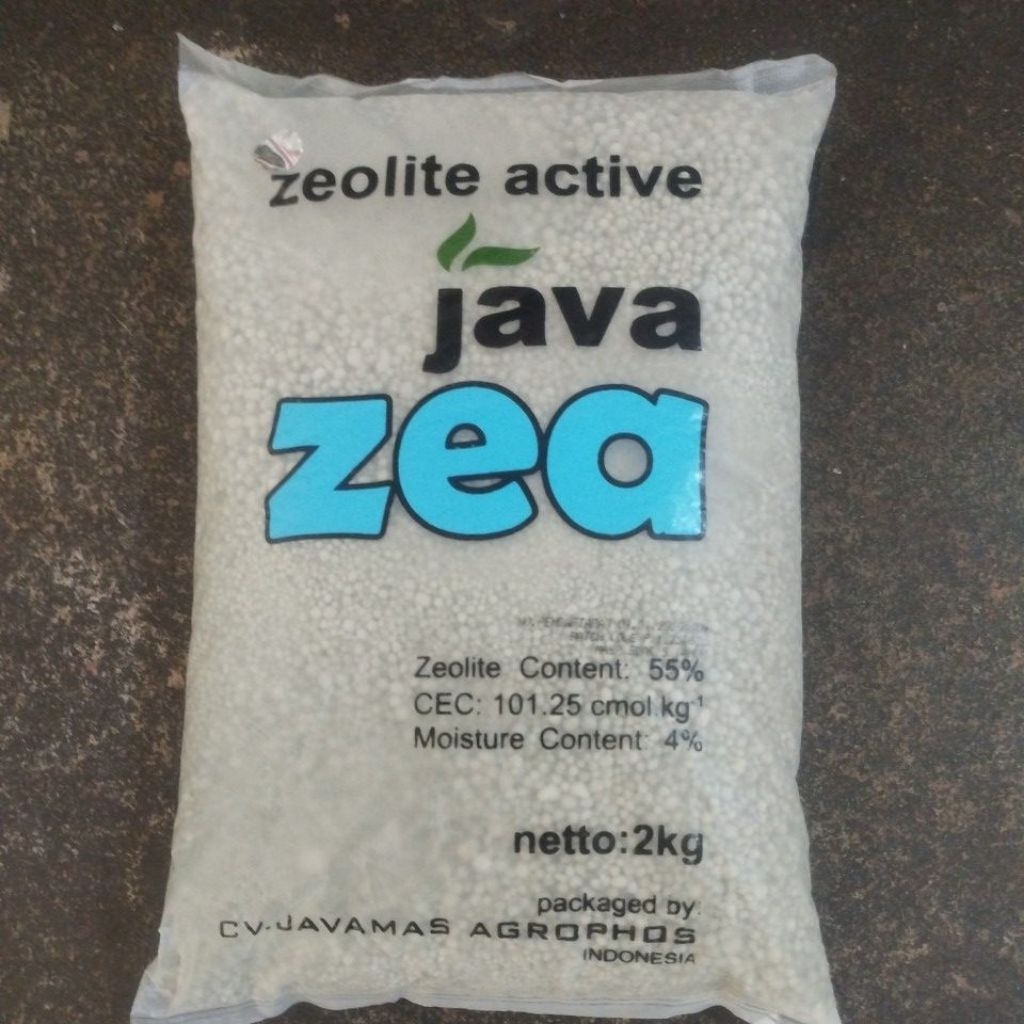 zeolite active
java
zea
Zeolite Content: 55%
CEC: 101.25 cmol kg⁻¹
Moisture Content: 4%
netto:2kg
packaged by:
CV. JAVAMAS AGROPHOS
INDONESIA